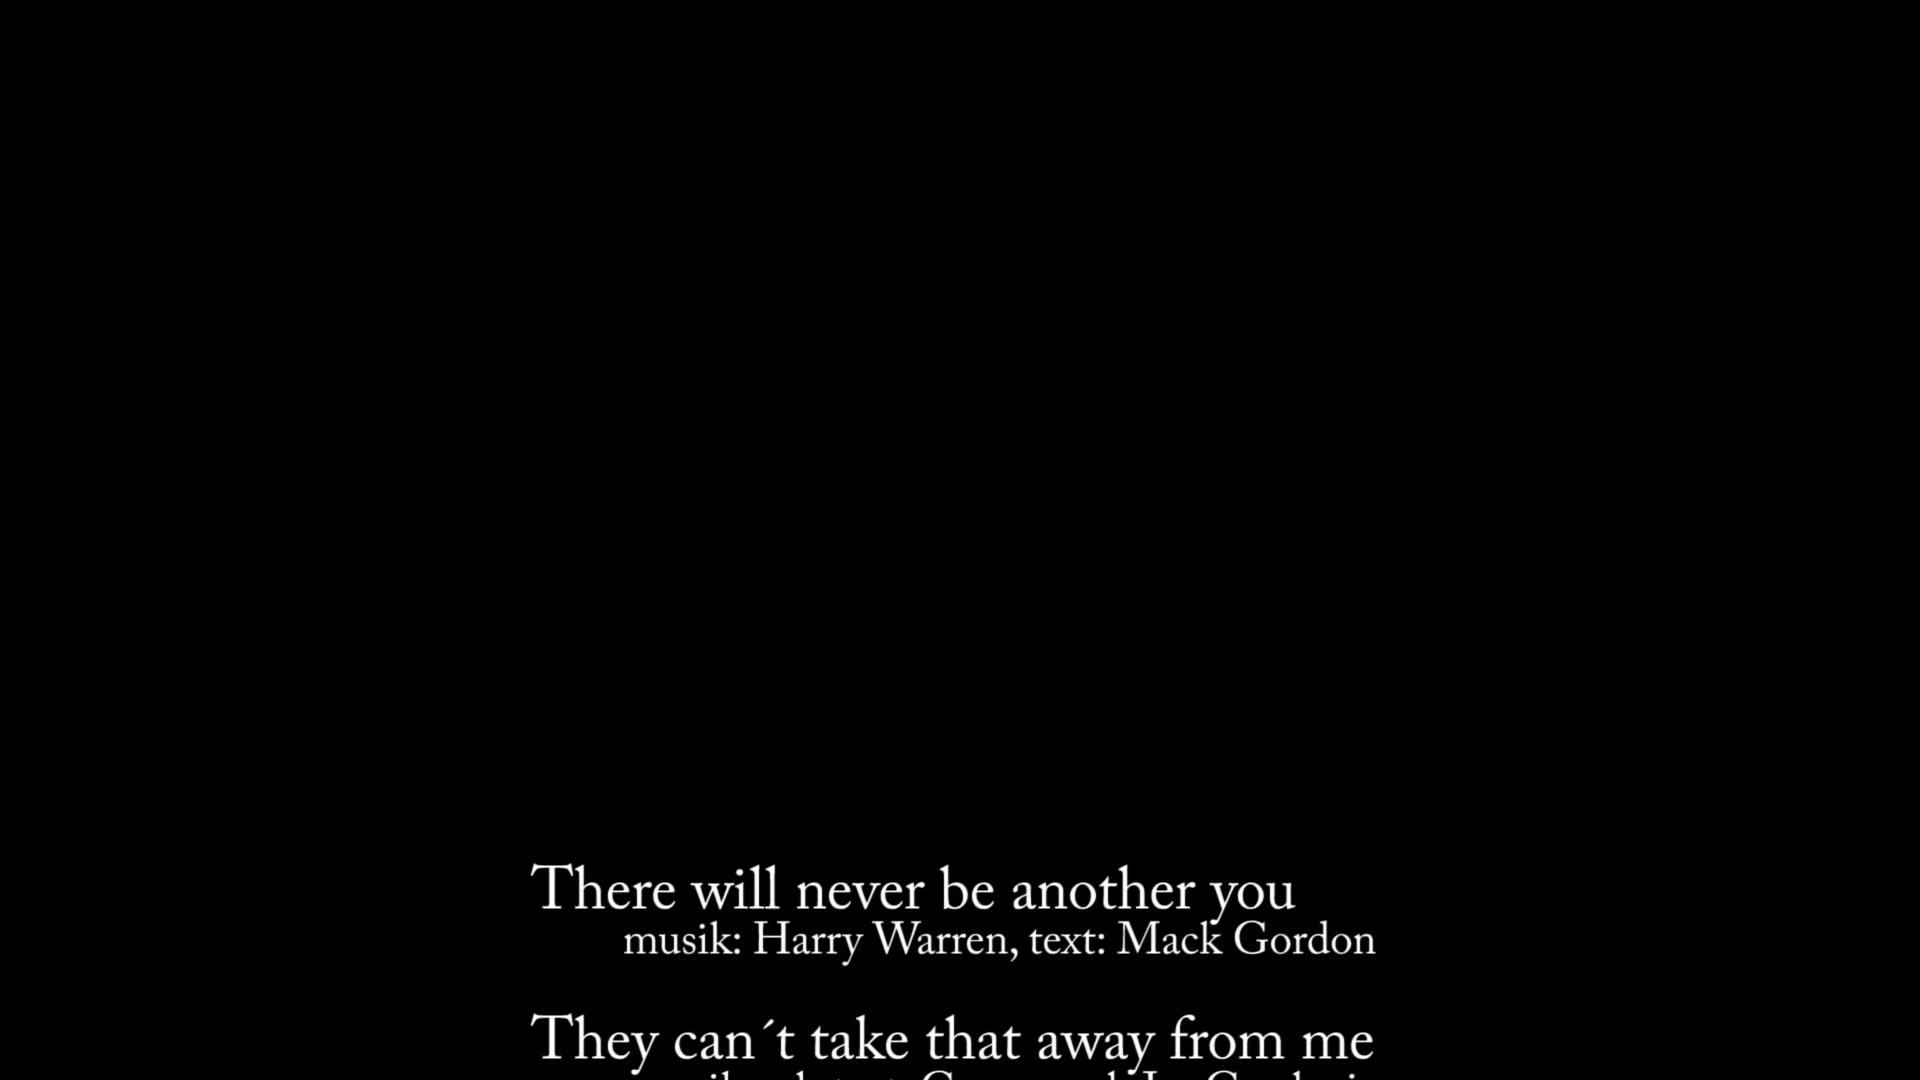 There will never be another you
musik: Harry Warren, text: Mack Gordon
They can´t take that away from me